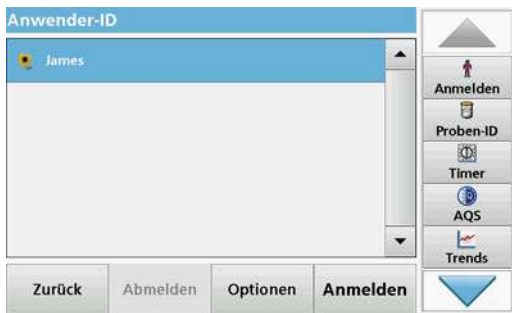 Anwender-ID
James
Anmelden
Proben-ID
Timer
AQS
Trends
Zurück
Abmelden
Optionen
Anmelden